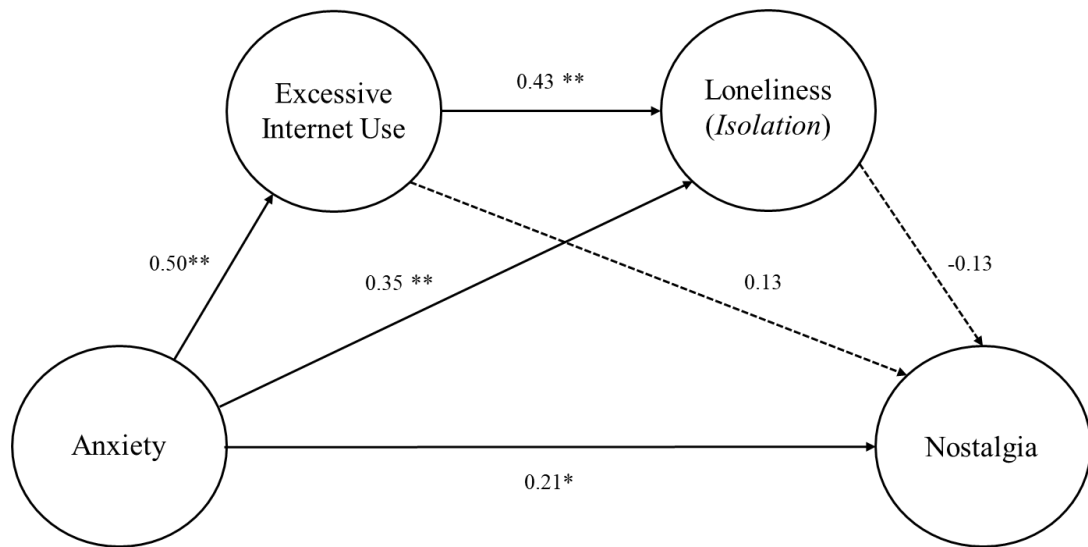 Excessive
Internet Use
0.43 **
Loneliness
(Isolation)
0.50**
0.35 **
0.13
-0.13
Anxiety
0.21*
Nostalgia